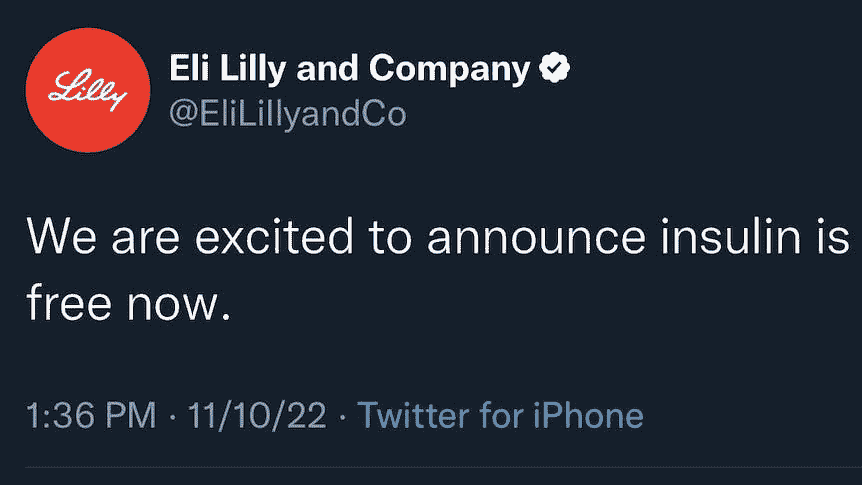 Lilly
Eli Lilly and Company
@EliLillyandCo
We are excited to announce insulin is
free now.
1:36 PM · 11/10/22 · Twitter for iPhone